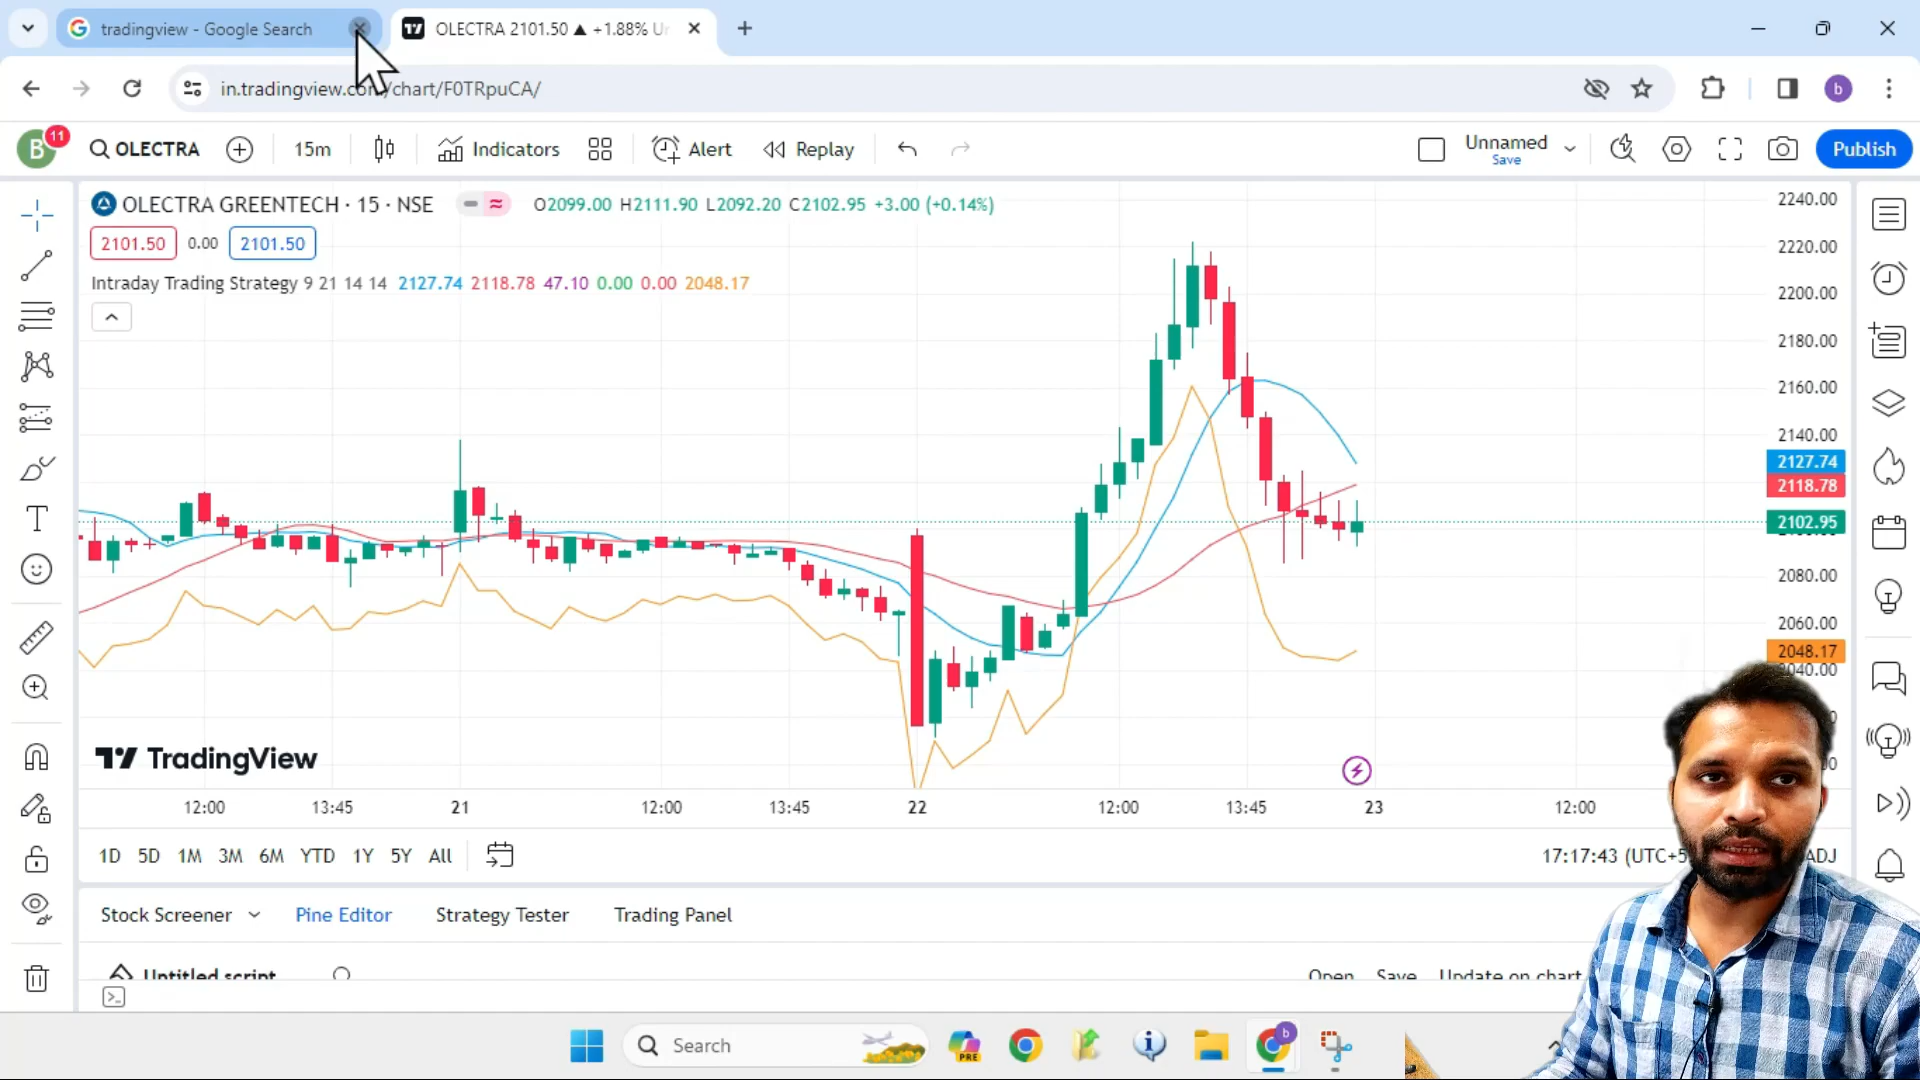 tradingview - Google Search
OLECTRA 2101.50 ▲ +1.88% Ur
in.tradingview.com/chart/F0TRpuCA/
b
B
11
OLECTRA
15m
Indicators
Alert
Replay
Unnamed
Save
Publish
OLECTRA GREENTECH · 15 · NSE
O2099.00 H2111.90 L2092.20 C2102.95 +3.00 (+0.14%)
2101.50
0.00
2101.50
Intraday Trading Strategy 9 21 14 14 2127.74 2118.78 47.10 0.00 0.00 2048.17
2240.00
2220.00
2200.00
2180.00
2160.00
2140.00
2127.74
2118.78
2102.95
2080.00
2060.00
2048.17
2040.00
TradingView
12:00
13:45
21
12:00
13:45
22
12:00
13:45
23
12:00
1D 5D 1M 3M 6M YTD 1Y 5Y All
17:17:43 (UTC+5
ADJ
Stock Screener
Pine Editor
Strategy Tester
Trading Panel
Untitled script
Open
Save
Update on chart
Search
PRE
b